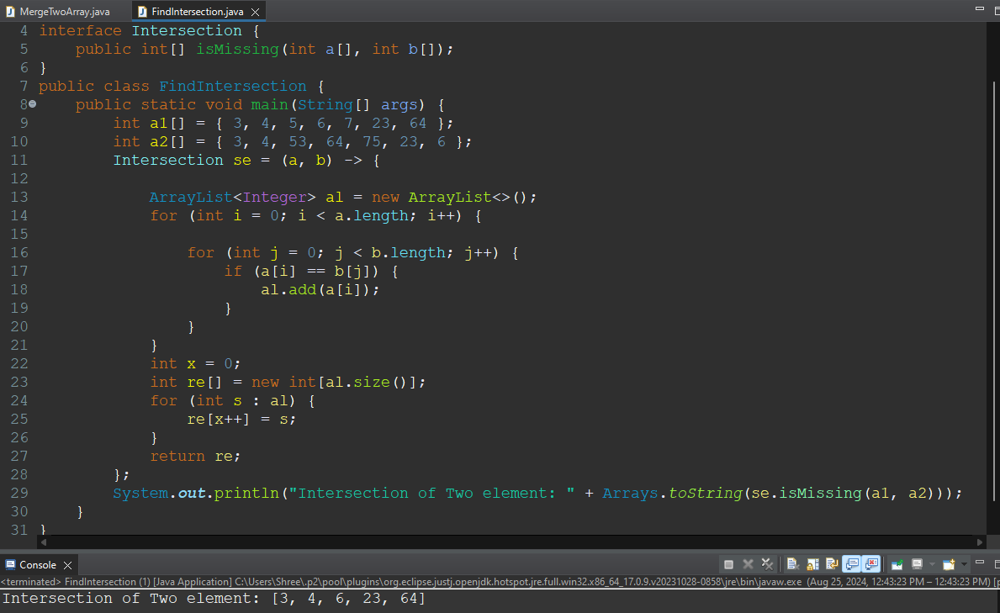 MergeTwoArray.java FindIntersection.java
4 interface Intersection {
5     public int[] isMissing(int a[], int b[]);
6 }
7 public class FindIntersection {
8     public static void main(String[] args) {
9         int a1[] = { 3, 4, 5, 6, 7, 23, 64 };
10         int a2[] = { 3, 4, 53, 64, 75, 23, 6 };
11         Intersection se = (a, b) -> {
12
13             ArrayList<Integer> al = new ArrayList<>();
14             for (int i = 0; i < a.length; i++) {
15
16                 for (int j = 0; j < b.length; j++) {
17                     if (a[i] == b[j]) {
18                         al.add(a[i]);
19                     }
20                 }
21             }
22             int x = 0;
23             int re[] = new int[al.size()];
24             for (int s : al) {
25                 re[x++] = s;
26             }
27             return re;
28         };
29         System.out.println("Intersection of Two element: " + Arrays.toString(se.isMissing(a1, a2)));
30     }
31 }
Console
<terminated> FindIntersection (1) [Java Application] C:\Users\Shree\.p2\pool\plugins\org.eclipse.justj.openjdk.hotspot.jre.full.win32.x86_64_17.0.9.v20231028-0858\jre\bin\javaw.exe (Aug 25, 2024, 12:43:23 PM – 12:43:23 PM) [p
Intersection of Two element: [3, 4, 6, 23, 64]